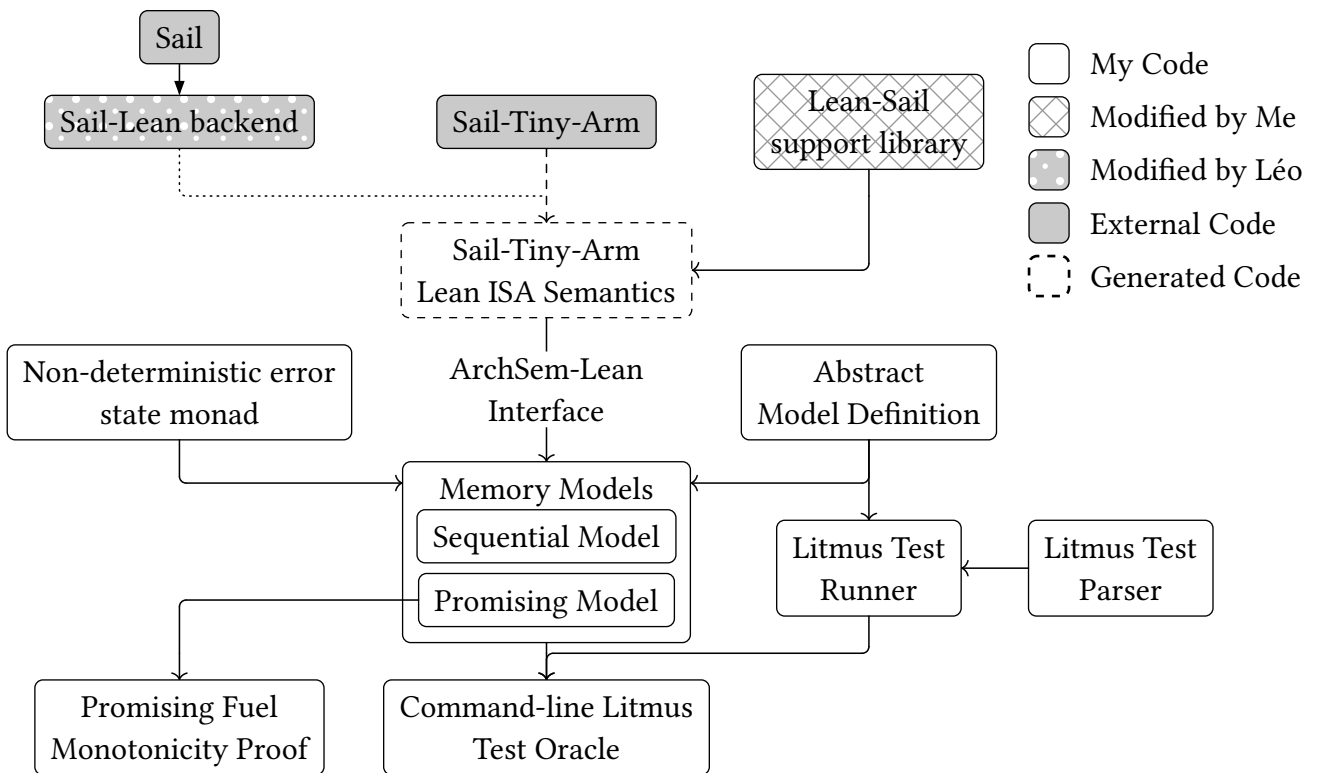 Sail
Sail-Lean backend
Sail-Tiny-Arm
Lean-Sail
support library
My Code
Modified by Me
Modified by Léo
External Code
Generated Code
Sail-Tiny-Arm
Lean ISA Semantics
Non-deterministic error
state monad
ArchSem-Lean
Interface
Abstract
Model Definition
Memory Models
Sequential Model
Promising Model
Litmus Test
Runner
Litmus Test
Parser
Promising Fuel
Monotonicity Proof
Command-line Litmus
Test Oracle